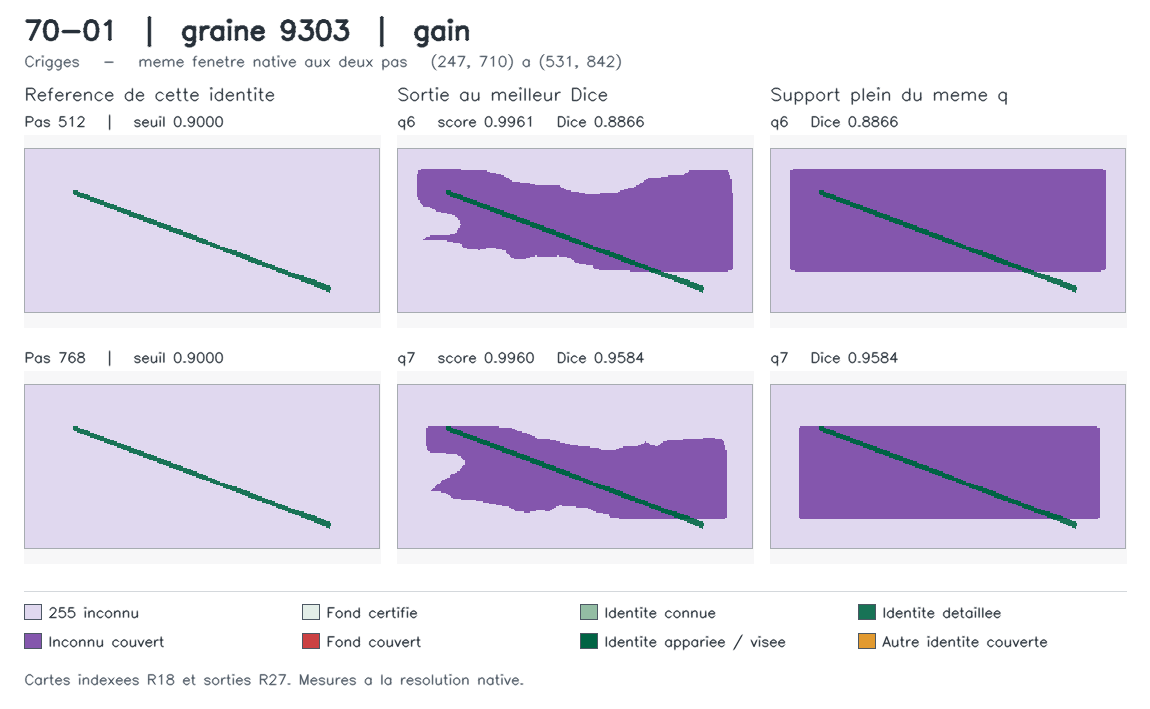 70-01 | graine 9303 | gain
Crigges - meme fenetre native aux deux pas (247, 710) a (531, 842)
Reference de cette identite
Sortie au meilleur Dice
Support plein du meme q
Pas 512 | seuil 0.9000
q6 score 0.9961 Dice 0.8866
q6 Dice 0.8866
Pas 768 | seuil 0.9000
q7 score 0.9960 Dice 0.9584
q7 Dice 0.9584
255 inconnu
Fond certifie
Identite connue
Identite detaillee
Inconnu couvert
Fond couvert
Identite appariee / visee
Autre identite couverte
Cartes indexees R18 et sorties R27. Mesures a la resolution native.